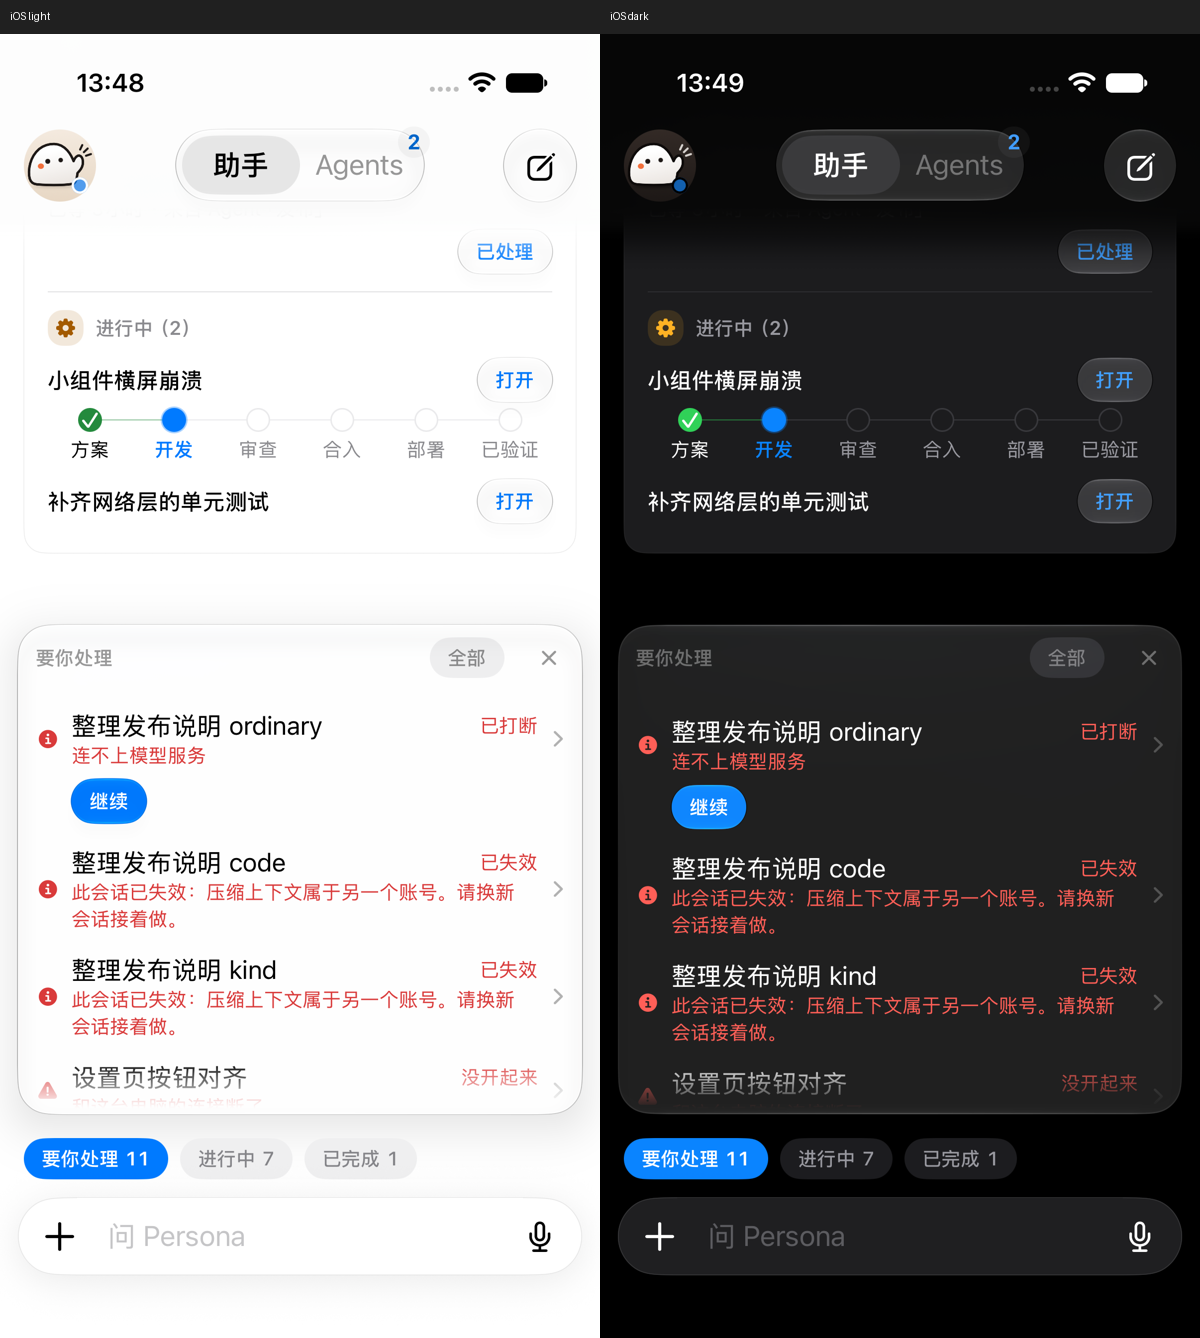 iOS light
13:48
助手
Agents
2
已处理
进行中（2）
小组件横屏崩溃
打开
方案
开发
审查
合入
部署
已验证
补齐网络层的单元测试
打开
要你处理
全部
整理发布说明 ordinary
已打断
连不上模型服务
继续
整理发布说明 code
已失效
此会话已失效：压缩上下文属于另一个账号。请换新
会话接着做。
整理发布说明 kind
已失效
此会话已失效：压缩上下文属于另一个账号。请换新
会话接着做。
设置页按钮对齐
没开起来
要你处理 11
进行中 7
已完成 1
问 Persona
iOS dark
13:49
助手
Agents
2
已处理
进行中（2）
小组件横屏崩溃
打开
方案
开发
审查
合入
部署
已验证
补齐网络层的单元测试
打开
要你处理
全部
整理发布说明 ordinary
已打断
连不上模型服务
继续
整理发布说明 code
已失效
此会话已失效：压缩上下文属于另一个账号。请换新
会话接着做。
整理发布说明 kind
已失效
此会话已失效：压缩上下文属于另一个账号。请换新
会话接着做。
设置页按钮对齐
没开起来
要你处理 11
进行中 7
已完成 1
问 Persona